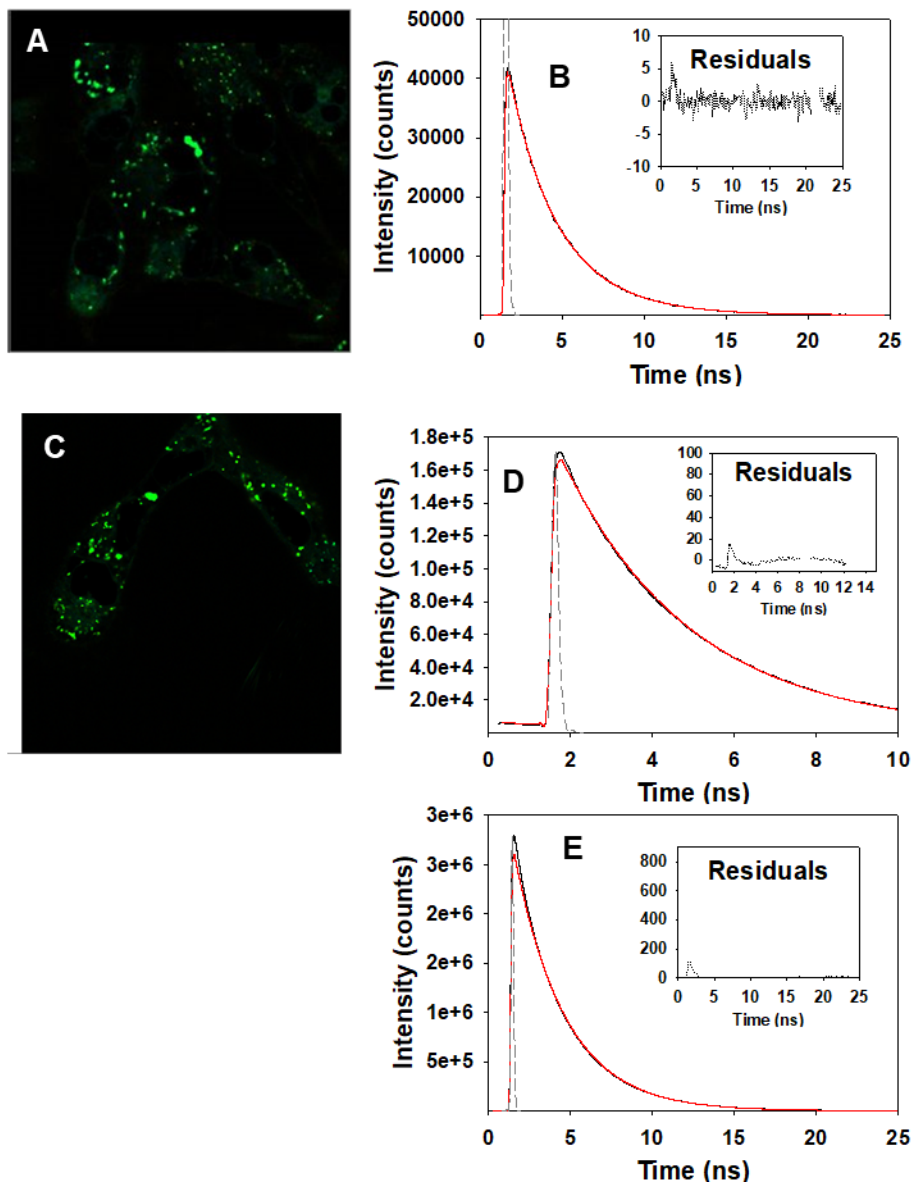 A
B
Intensity (counts)
50000
40000
30000
20000
10000
0 5 10 15 20 25
Time (ns)
Residuals
10
5
0
-5
-10
0 5 10 15 20 25
Time (ns)
C
D
Intensity (counts)
1.8e+5
1.6e+5
1.4e+5
1.2e+5
1.0e+5
8.0e+4
6.0e+4
4.0e+4
2.0e+4
0 2 4 6 8 10
Time (ns)
Residuals
100
80
60
40
20
0
0 2 4 6 8 10 12 14
Time (ns)
E
Intensity (counts)
3e+6
3e+6
2e+6
2e+6
1e+6
5e+5
0 5 10 15 20 25
Time (ns)
Residuals
800
600
400
200
0
0 5 10 15 20 25
Time (ns)